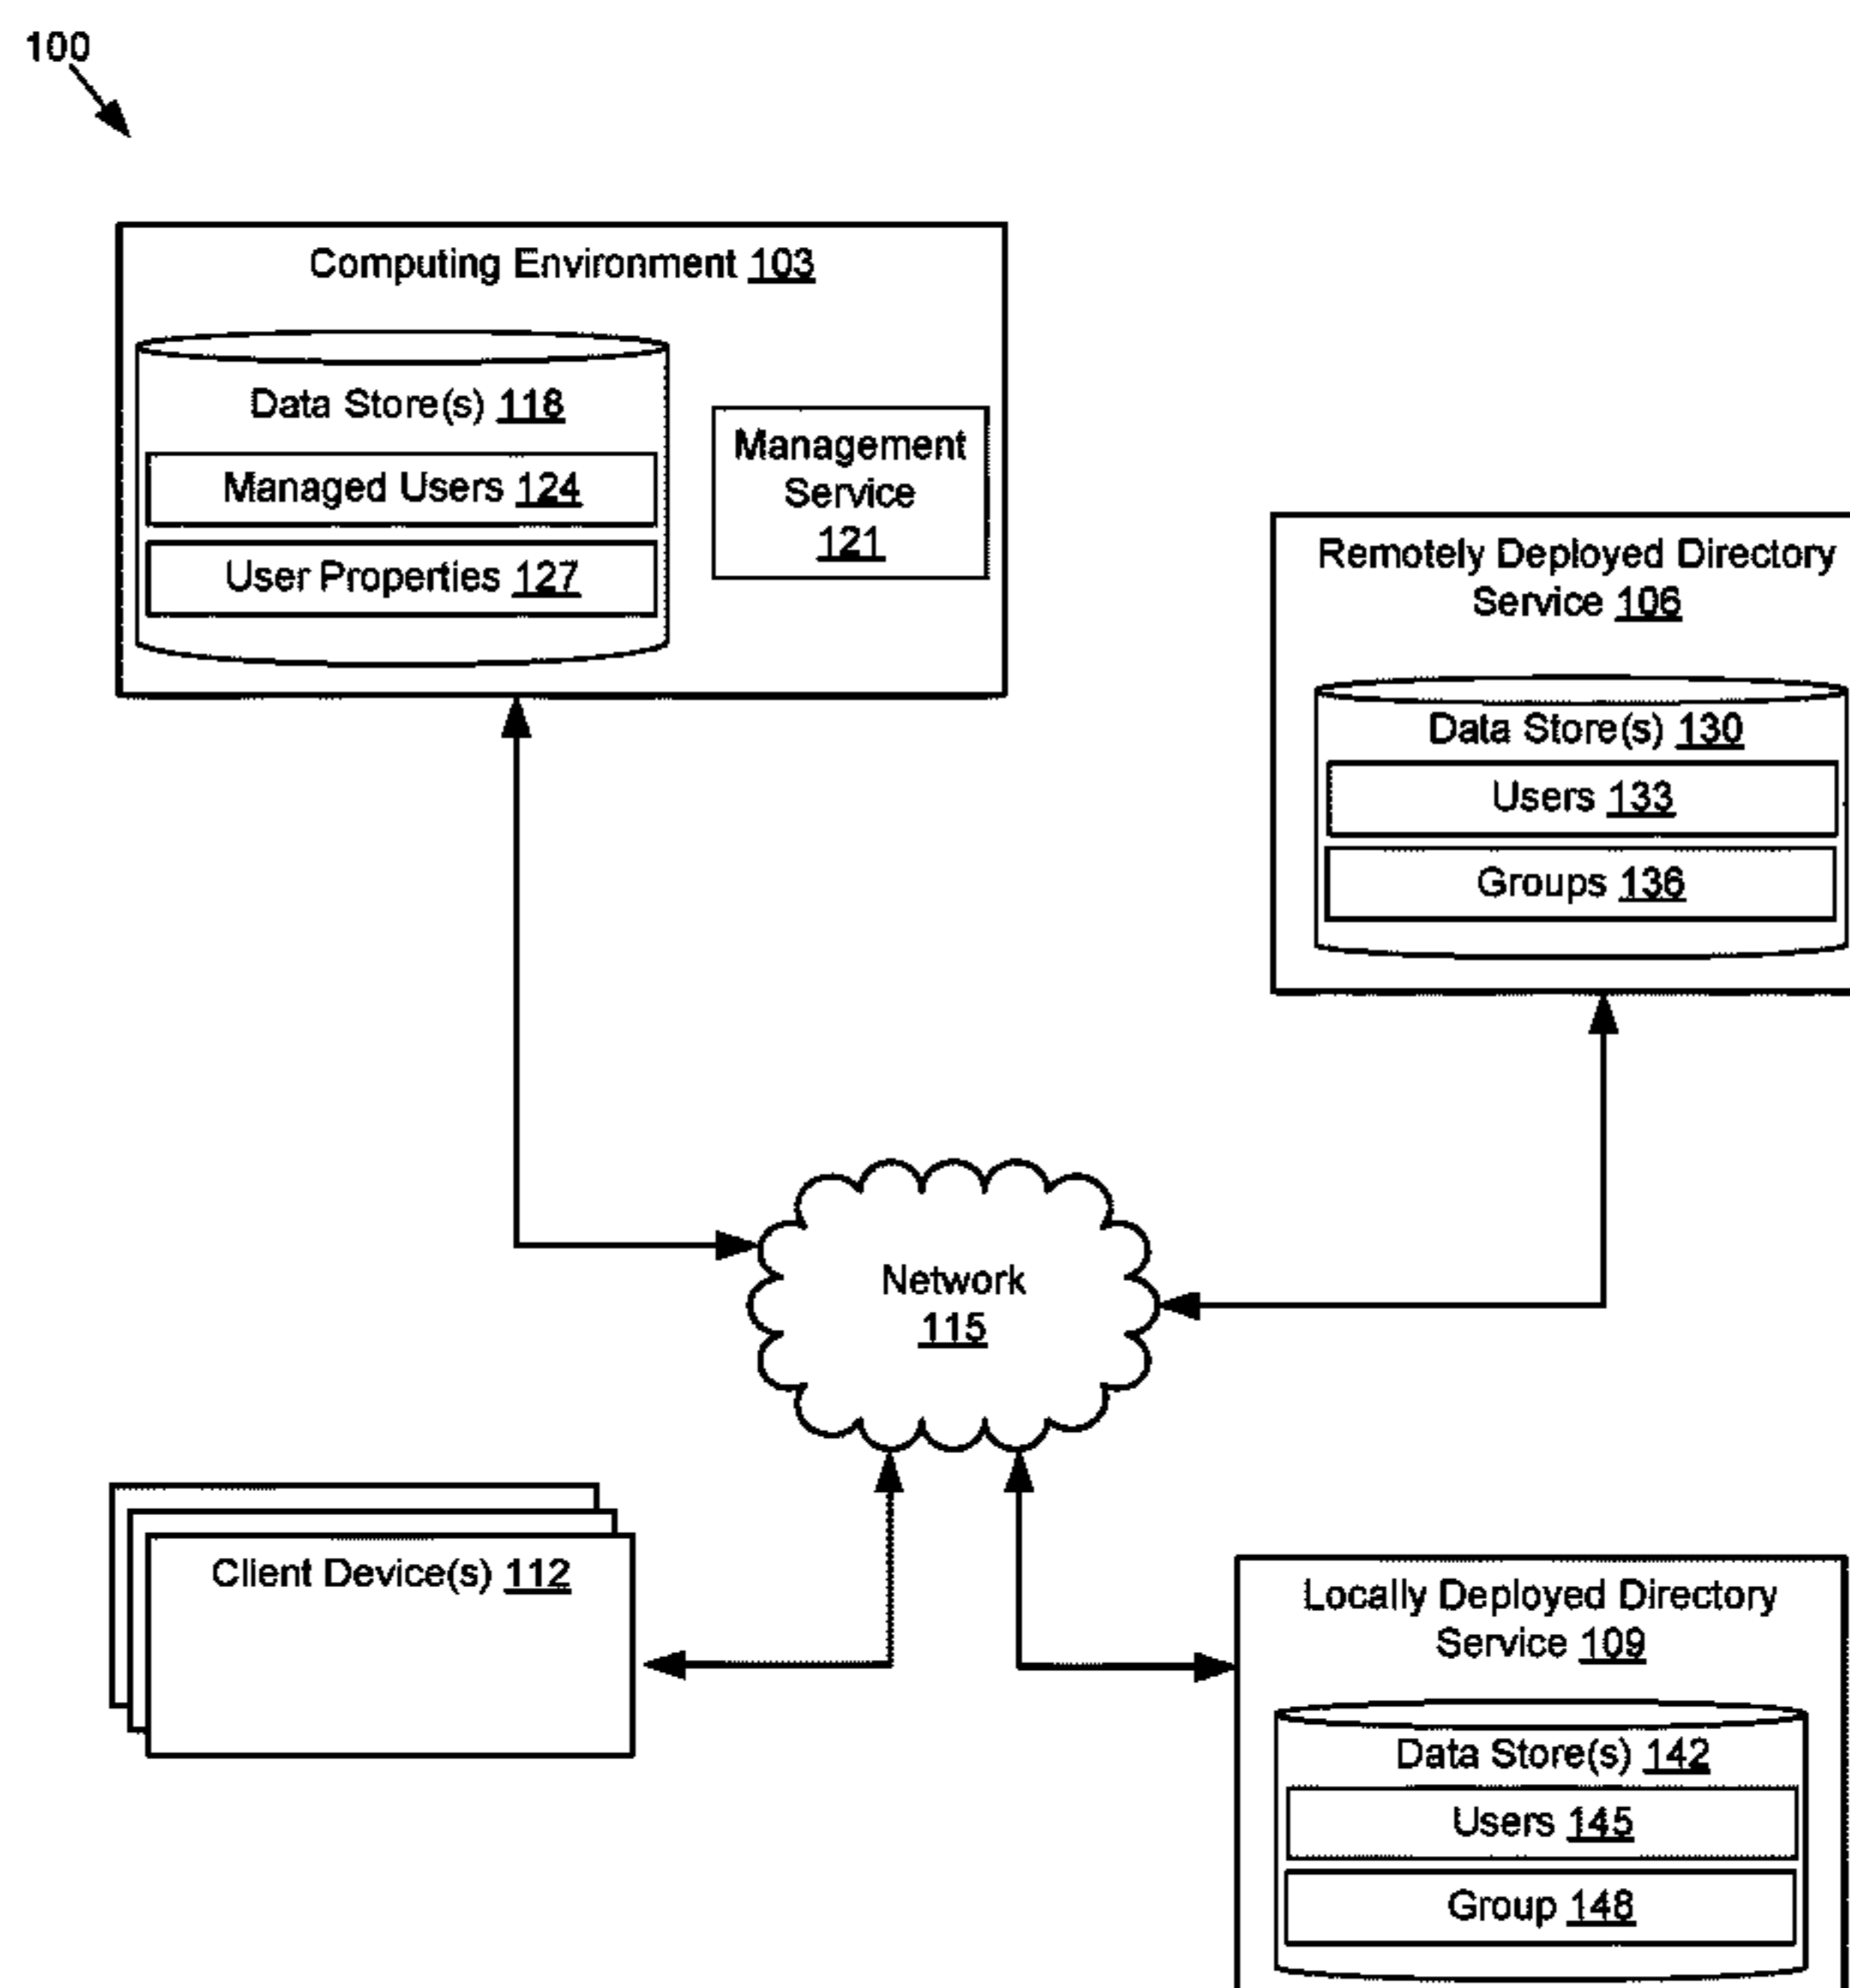 100
Computing Environment 103
Data Store(s) 118
Managed Users 124
User Properties 127
Management
Service
121
Remotely Deployed Directory
Service 106
Data Store(s) 130
Users 133
Groups 136
Network
115
Client Device(s) 112
Locally Deployed Directory
Service 109
Data Store(s) 142
Users 145
Group 148